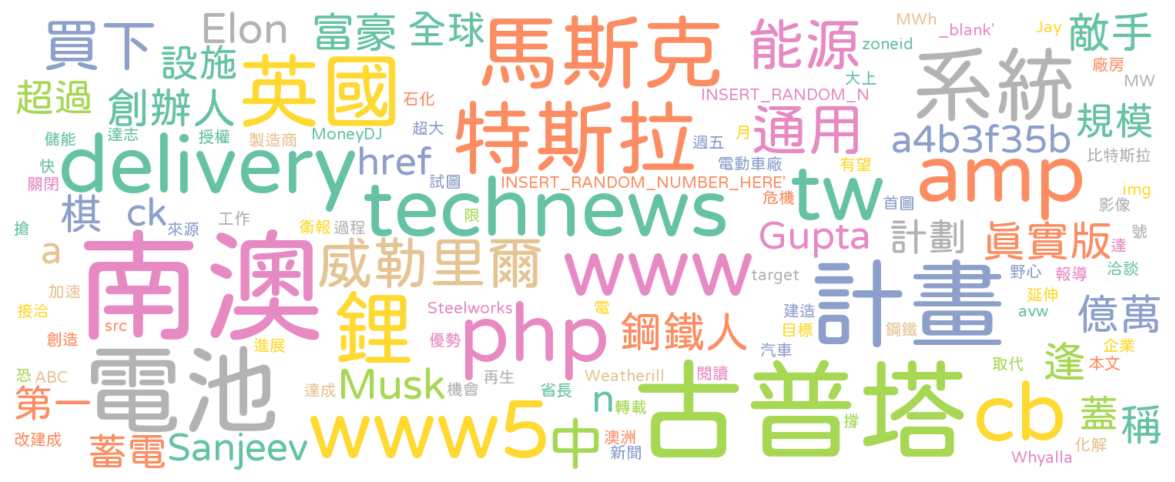 買下
Elon
富豪
全球
馬斯克
能源
MWh
_blank'
Jay
敵手
zoneid
設施
英國
系統
大上
廠房
MW
超過
創辦人
石化
特斯拉
INSERT_RANDOM_N
通用
規模
儲能
達志
授權
製造商
MoneyDJ
超大
週五
月
a4b3f35b
比特斯拉
快
delivery
href
電動車廠
有望
amp
關閉
試圖
INSERT_RANDOM_NUMBER_HERE'
危機
tw
img
棋
ck
technews
限
首圖
影像
搶
來源
工作
衛報
過程
Gupta
計劃
眞實版
達
號
a
南澳
威勒里爾
www
target
計畫
野心
報導
洽談
加速
接洽
鋰
Steelworks
電
建造
延伸
avw
億萬
src
php
鋼鐵人
目標
鋼鐵
創造
進展
優勢
汽車
企業
恐
ABC
電池
達成
Musk
機會
再生
省長
Weatherill
閱讀
古普塔
取代
逢
本文
第一
n
轉載
cb
蓋
稱
改建成
蓄電
Sanjeev
www5
中
澳洲
新聞
撐
化解
Whyalla